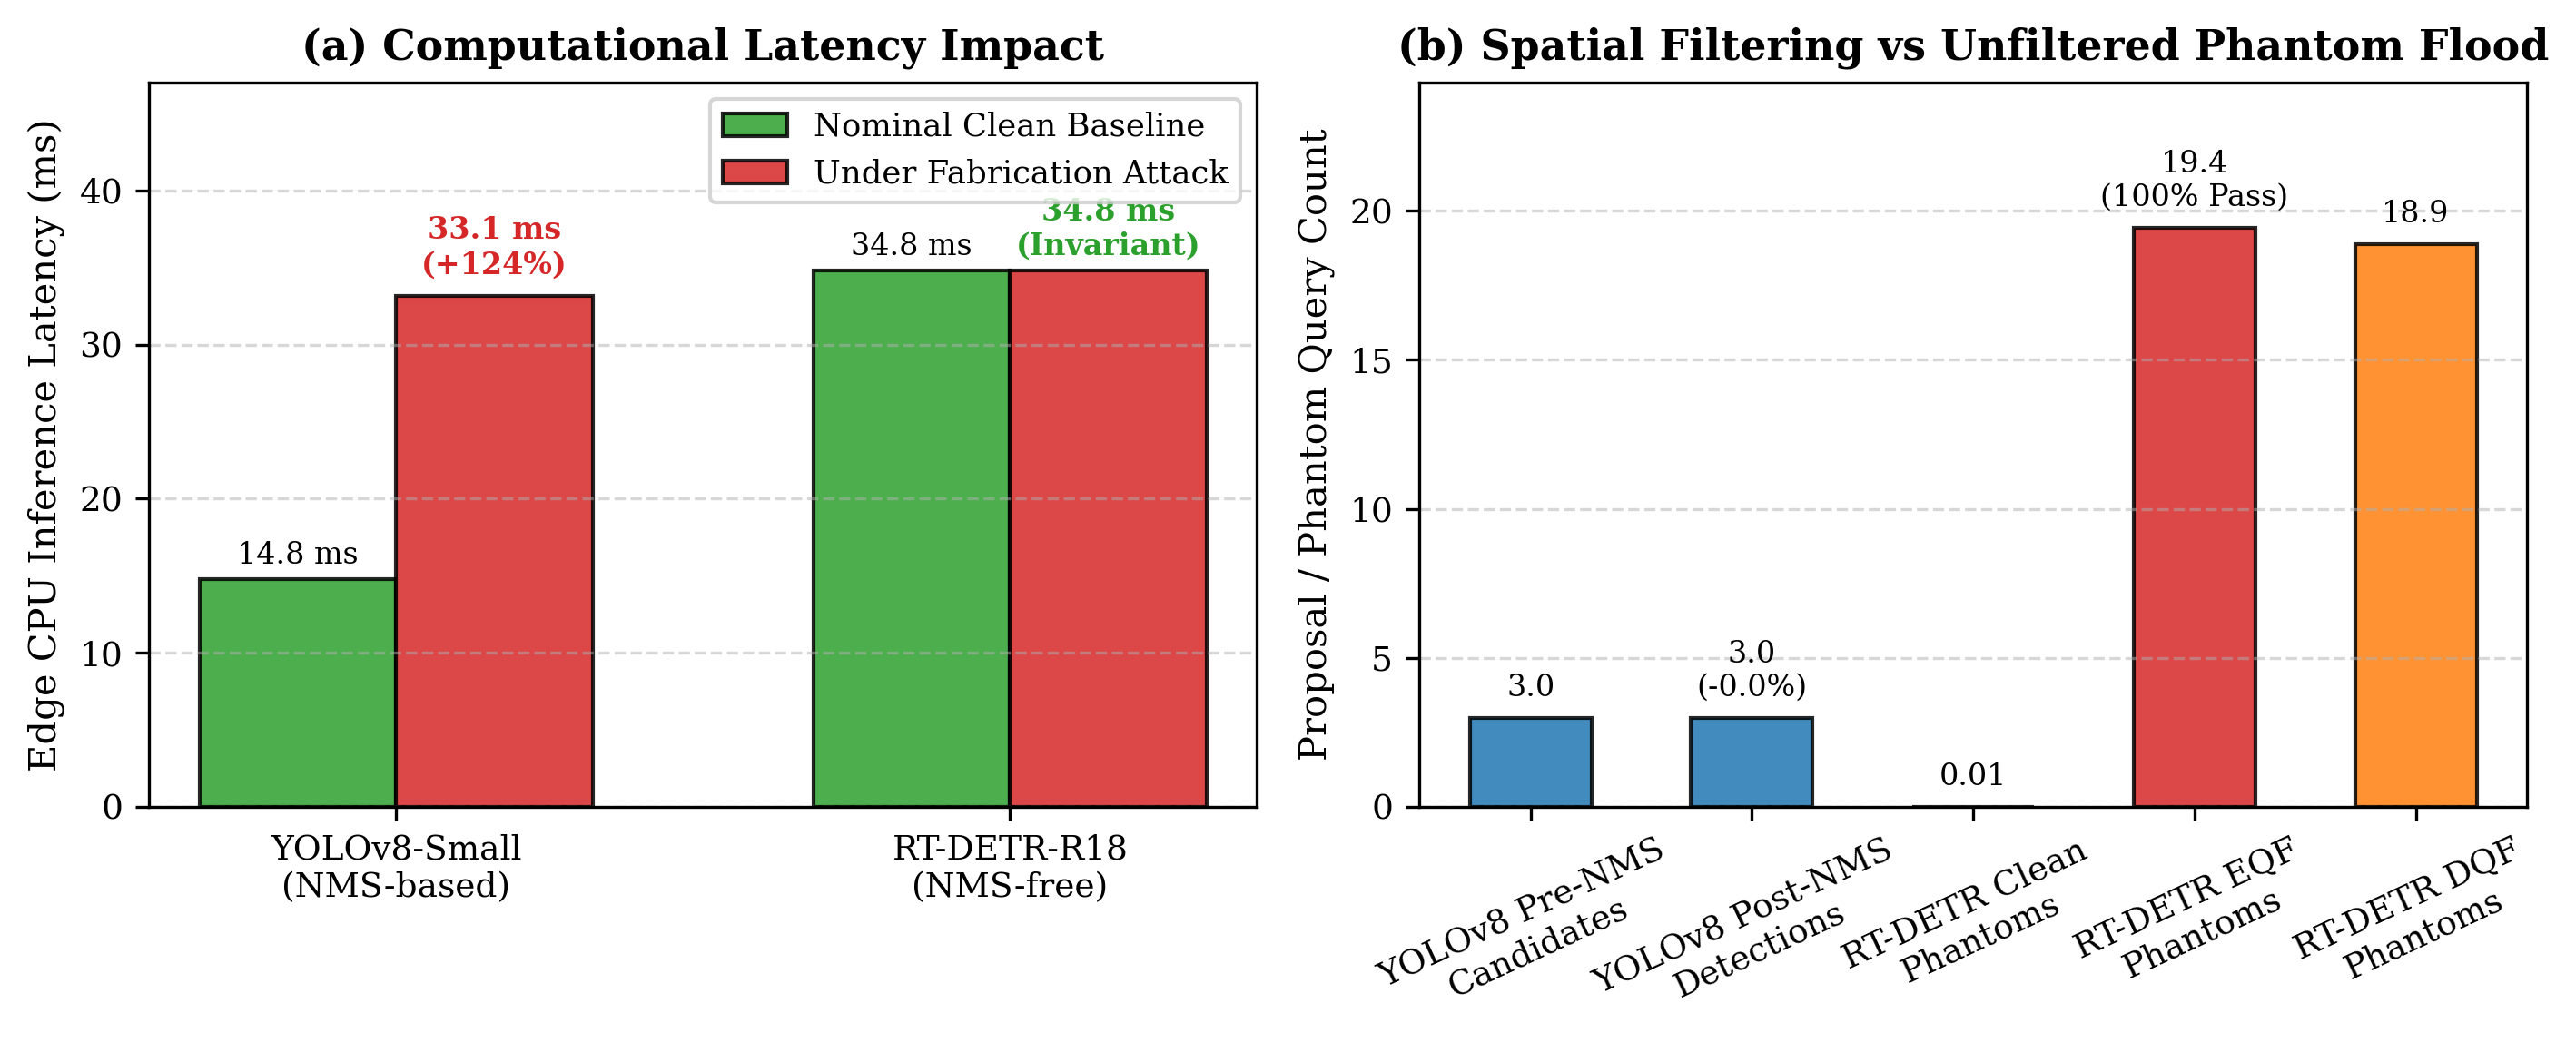 (a) Computational Latency Impact
Edge CPU Inference Latency (ms)
40
30
20
10
0
Nominal Clean Baseline
Under Fabrication Attack
14.8 ms
33.1 ms
(+124%)
34.8 ms
34.8 ms
(Invariant)
YOLOv8-Small
(NMS-based)
RT-DETR-R18
(NMS-free)
(b) Spatial Filtering vs Unfiltered Phantom Flood
Proposal / Phantom Query Count
20
15
10
5
0
3.0
3.0
(-0.0%)
0.01
19.4
(100% Pass)
18.9
YOLOv8 Pre-NMS
Candidates
YOLOv8 Post-NMS
Detections
RT-DETR Clean
Phantoms
RT-DETR EQF
Phantoms
RT-DETR DQF
Phantoms